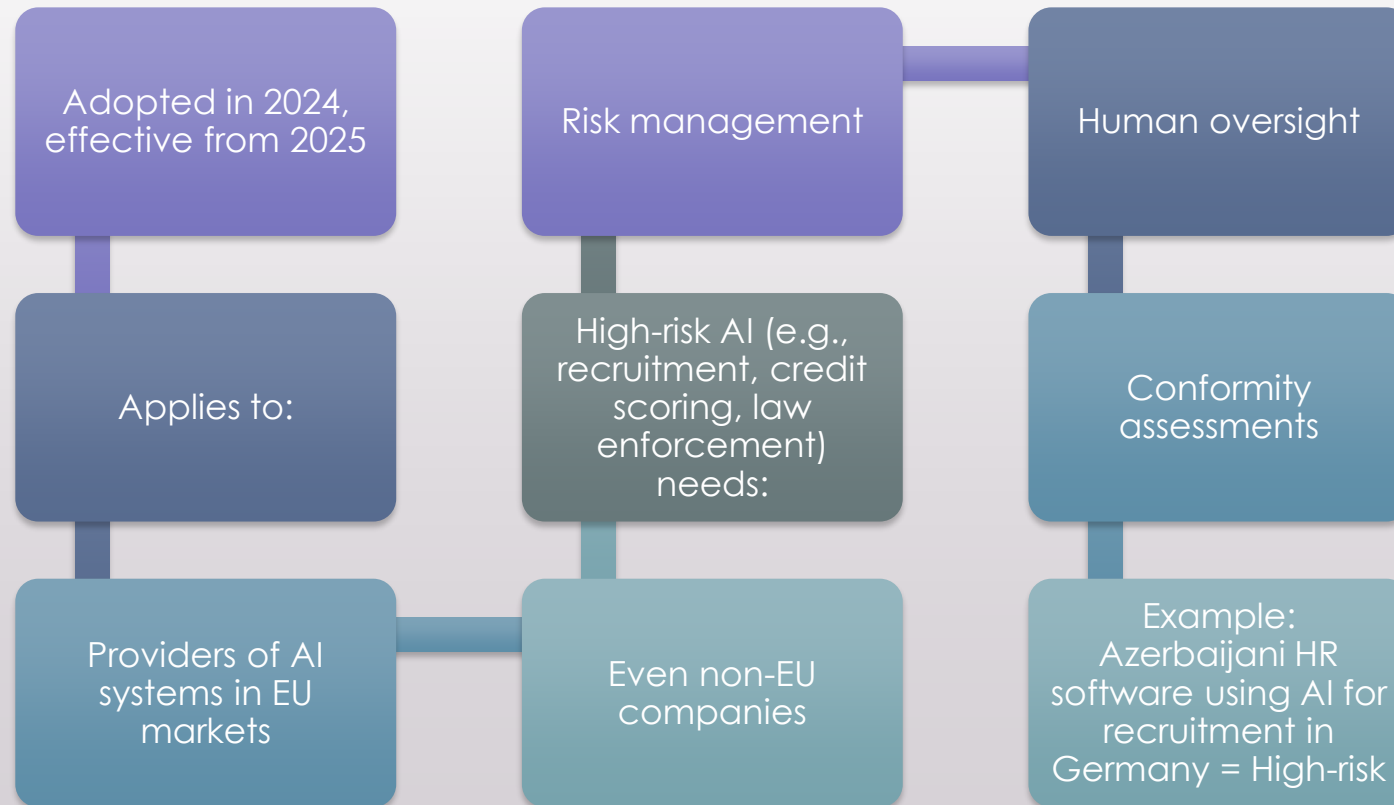 Adopted in 2024,
effective from 2025
Applies to:
Providers of AI
systems in EU
markets
Even non-EU
companies
High-risk AI (e.g.,
recruitment, credit
scoring, law
enforcement)
needs:
Risk management
Human oversight
Conformity
assessments
Example:
Azerbaijani HR
software using AI for
recruitment in
Germany = High-risk